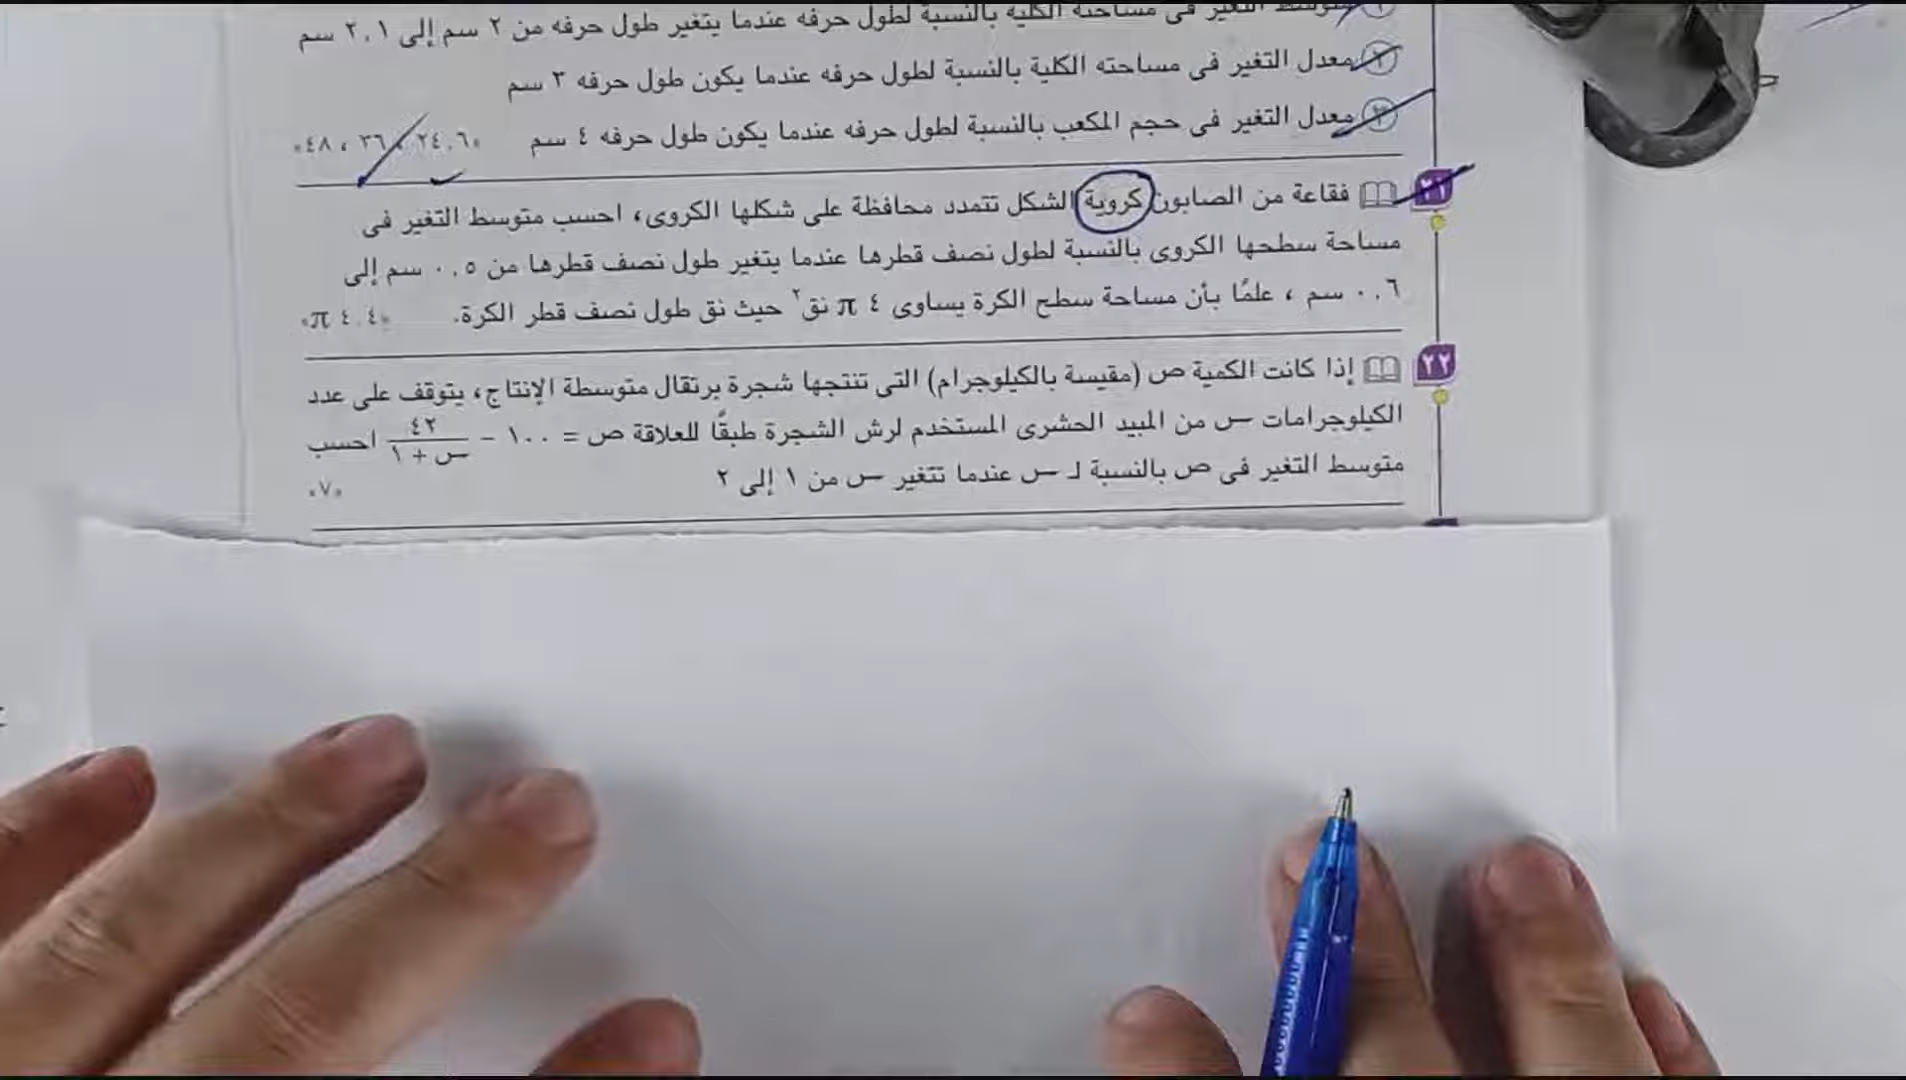 متوسط التغير فى مساحته الكلية بالنسبة لطول حرفه عندما يتغير طول حرفه من ٢ سم إلى ٢,١ سم
٢ معدل التغير فى مساحته الكلية بالنسبة لطول حرفه عندما يكون طول حرفه ٣ سم
٣ معدل التغير فى حجم المكعب بالنسبة لطول حرفه عندما يكون طول حرفه ٤ سم «٢٤,٦ ، ٣٦ ، ٤٨»
٢١ فقاعة من الصابون كروية الشكل تتمدد محافظة على شكلها الكروى، احسب متوسط التغير فى
مساحة سطحها الكروى بالنسبة لطول نصف قطرها عندما يتغير طول نصف قطرها من ٠,٥ سم إلى
٠,٦ سم ، علمًا بأن مساحة سطح الكرة يساوى ٤ π نق٢ حيث نق طول نصف قطر الكرة. «٤,٤ π»
٢٢ إذا كانت الكمية ص (مقيسة بالكيلوجرام) التى تنتجها شجرة برتقال متوسطة الإنتاج، يتوقف على عدد
الكيلوجرامات س من المبيد الحشرى المستخدم لرش الشجرة طبقًا للعلاقة ص = ١٠٠ - ٤٢ / س + ١ احسب
متوسط التغير فى ص بالنسبة لـ س عندما تتغير س من ١ إلى ٢ «٧»